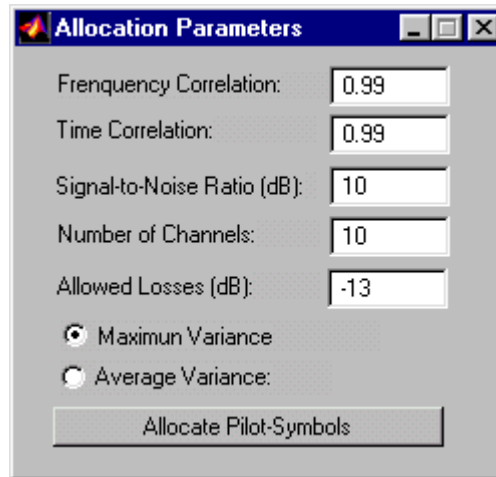 Allocation Parameters
Frenquency Correlation: 0.99
Time Correlation: 0.99
Signal-to-Noise Ratio (dB): 10
Number of Channels: 10
Allowed Losses (dB): -13
Maximun Variance
Average Variance:
Allocate Pilot-Symbols